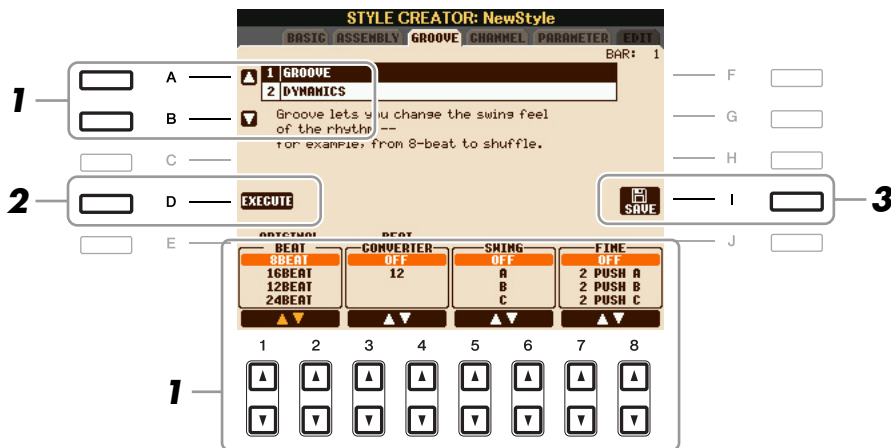 STYLE CREATOR: NewStyle
BASIC ASSEMBLY GROOVE CHANNEL PARAMETER EDIT
BAR: 1
1 GROOVE
2 DYNAMICS
Groove lets you change the swing feel
of the rhythm --
for example, from 8-beat to shuffle.
EXECUTE
SAVE
ORIGINAL BEAT
BEAT CONVERTER SWING FINE
8BEAT OFF OFF OFF
16BEAT 12 A 2 PUSH A
12BEAT B 2 PUSH B
24BEAT C 2 PUSH C
1 2 3 4 5 6 7 8
A
B
C
D
E
F
G
H
I
J
1
2
3
1